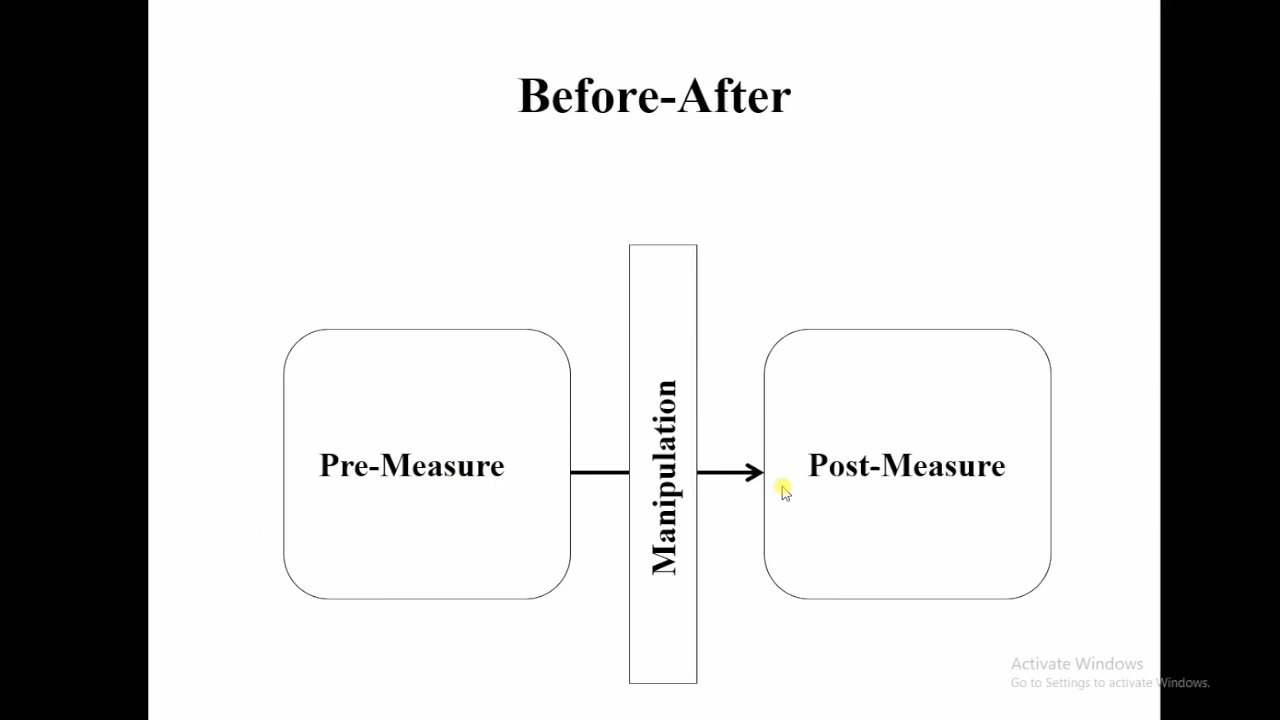 Before-After
Pre-Measure
Manipulation
Post-Measure
Activate Windows
Go to Settings to activate Windows.